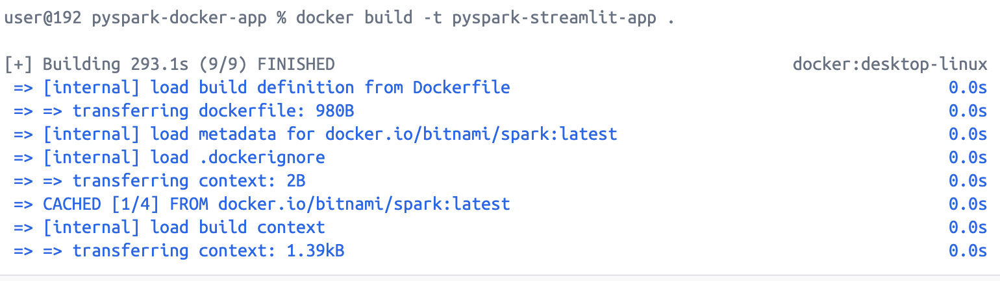 user@192 pyspark-docker-app % docker build -t pyspark-streamlit-app .
[+] Building 293.1s (9/9) FINISHED docker:desktop-linux
=> [internal] load build definition from Dockerfile 0.0s
=> => transferring dockerfile: 980B 0.0s
=> [internal] load metadata for docker.io/bitnami/spark:latest 0.0s
=> [internal] load .dockerignore 0.0s
=> => transferring context: 2B 0.0s
=> CACHED [1/4] FROM docker.io/bitnami/spark:latest 0.0s
=> [internal] load build context 0.0s
=> => transferring context: 1.39kB 0.0s